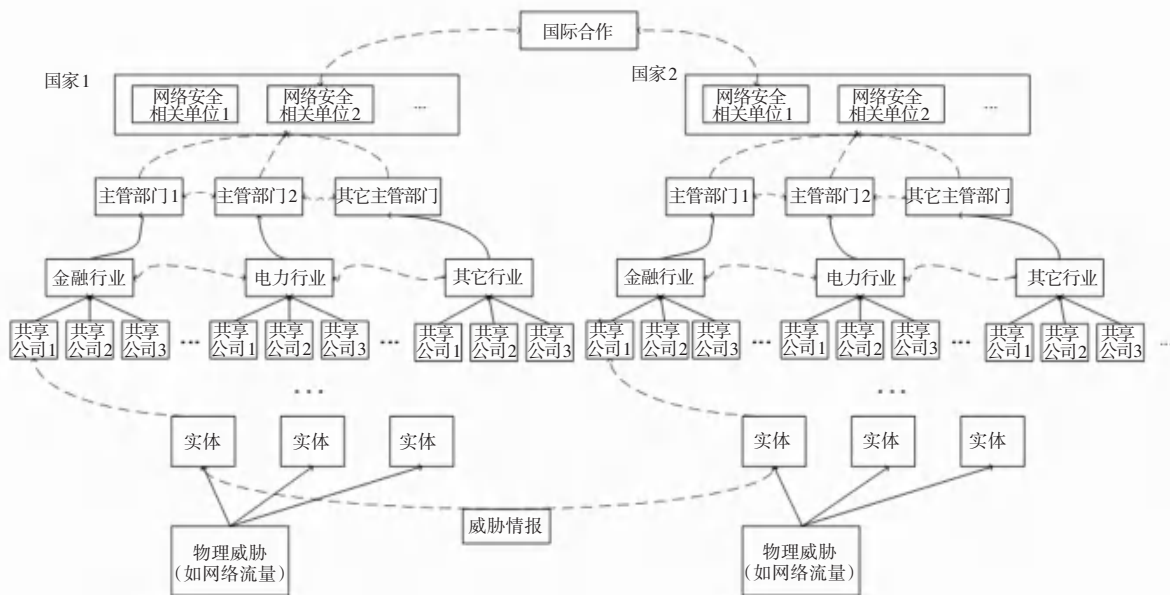 国际合作
国家1
国家2
网络安全
相关单位1
网络安全
相关单位2
...
网络安全
相关单位1
网络安全
相关单位2
...
主管部门1
主管部门2
其它主管部门
主管部门1
主管部门2
其它主管部门
金融行业
电力行业
其它行业
金融行业
电力行业
其它行业
共享
公司1
共享
公司2
共享
公司3
...
共享
公司1
共享
公司2
共享
公司3
...
共享
公司1
共享
公司2
共享
公司3
共享
公司1
共享
公司2
共享
公司3
...
共享
公司1
共享
公司2
共享
公司3
...
共享
公司1
共享
公司2
共享
公司3
...
...
...
实体
实体
实体
实体
实体
实体
威胁情报
物理威胁
(如网络流量)
物理威胁
(如网络流量)